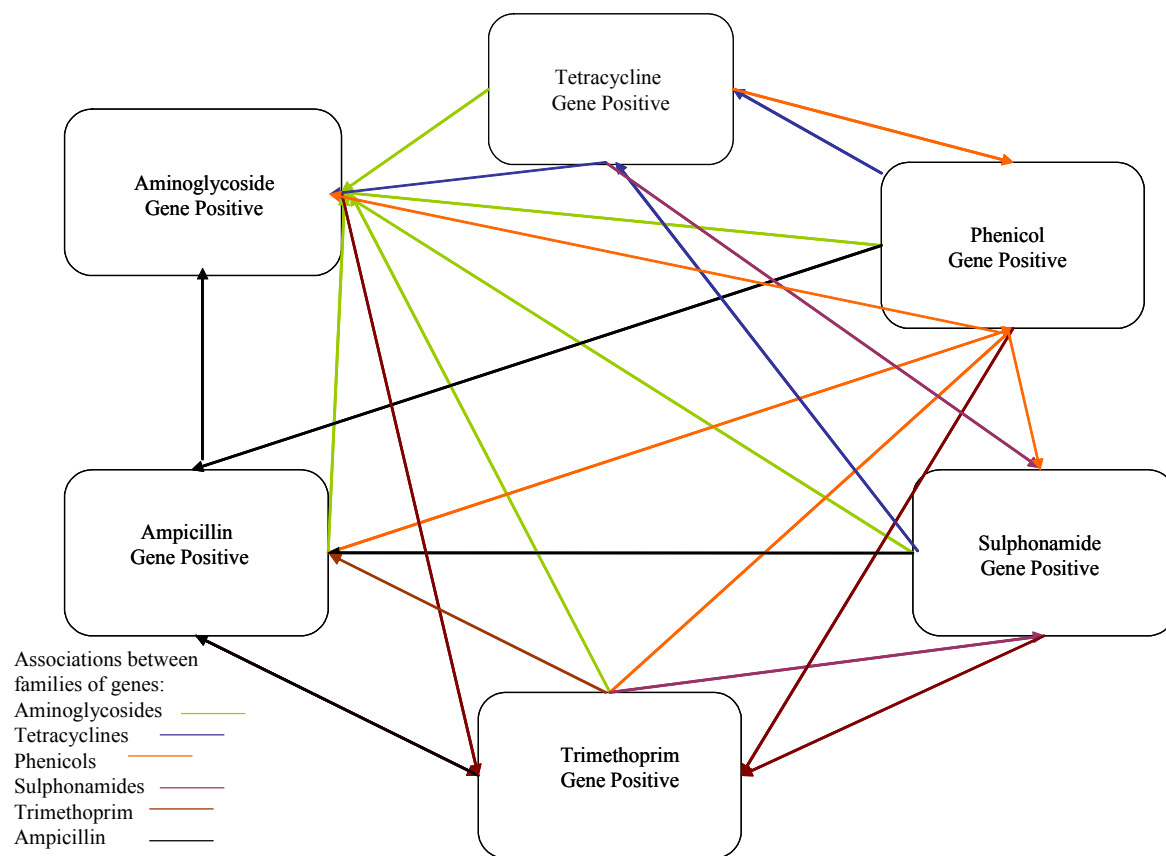 Tetracycline
Gene Positive
Aminoglycoside
Gene Positive
Phenicol
Gene Positive
Ampicillin
Gene Positive
Sulphonamide
Gene Positive
Trimethoprim
Gene Positive
Associations between
families of genes:
Aminoglycosides
Tetracyclines
Phenicols
Sulphonamides
Trimethoprim
Ampicillin